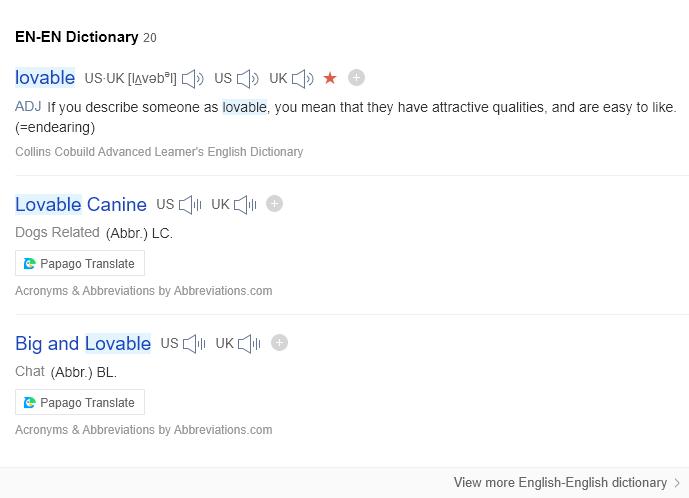 EN-EN Dictionary 20
lovable US·UK [lʌvəbᵊl] US UK
ADJ If you describe someone as lovable, you mean that they have attractive qualities, and are easy to like.
(=endearing)
Collins Cobuild Advanced Learner's English Dictionary
Lovable Canine US UK
Dogs Related (Abbr.) LC.
Papago Translate
Acronyms & Abbreviations by Abbreviations.com
Big and Lovable US UK
Chat (Abbr.) BL.
Papago Translate
Acronyms & Abbreviations by Abbreviations.com
View more English-English dictionary